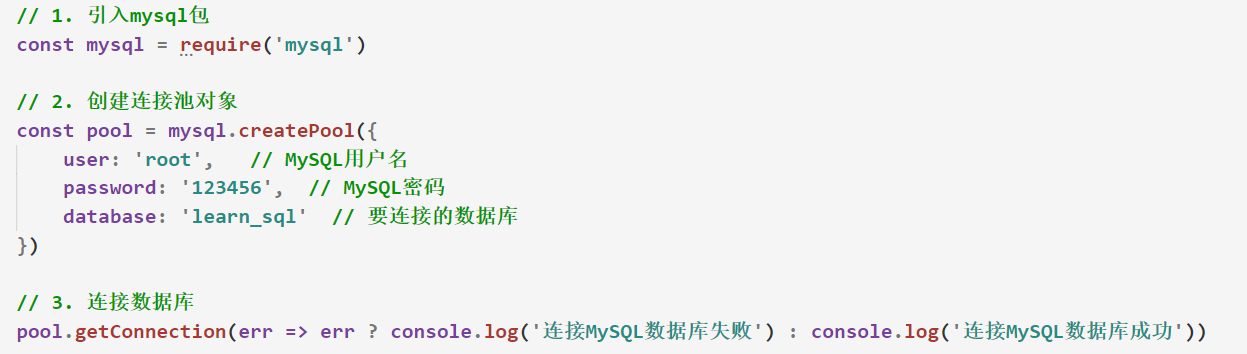 // 1. 引入mysql包
const mysql = require('mysql')
// 2. 创建连接池对象
const pool = mysql.createPool({
    user: 'root',   // MySQL用户名
    password: '123456',  // MySQL密码
    database: 'learn_sql'  // 要连接的数据库
})
// 3. 连接数据库
pool.getConnection(err => err ? console.log('连接MySQL数据库失败') : console.log('连接MySQL数据库成功'))